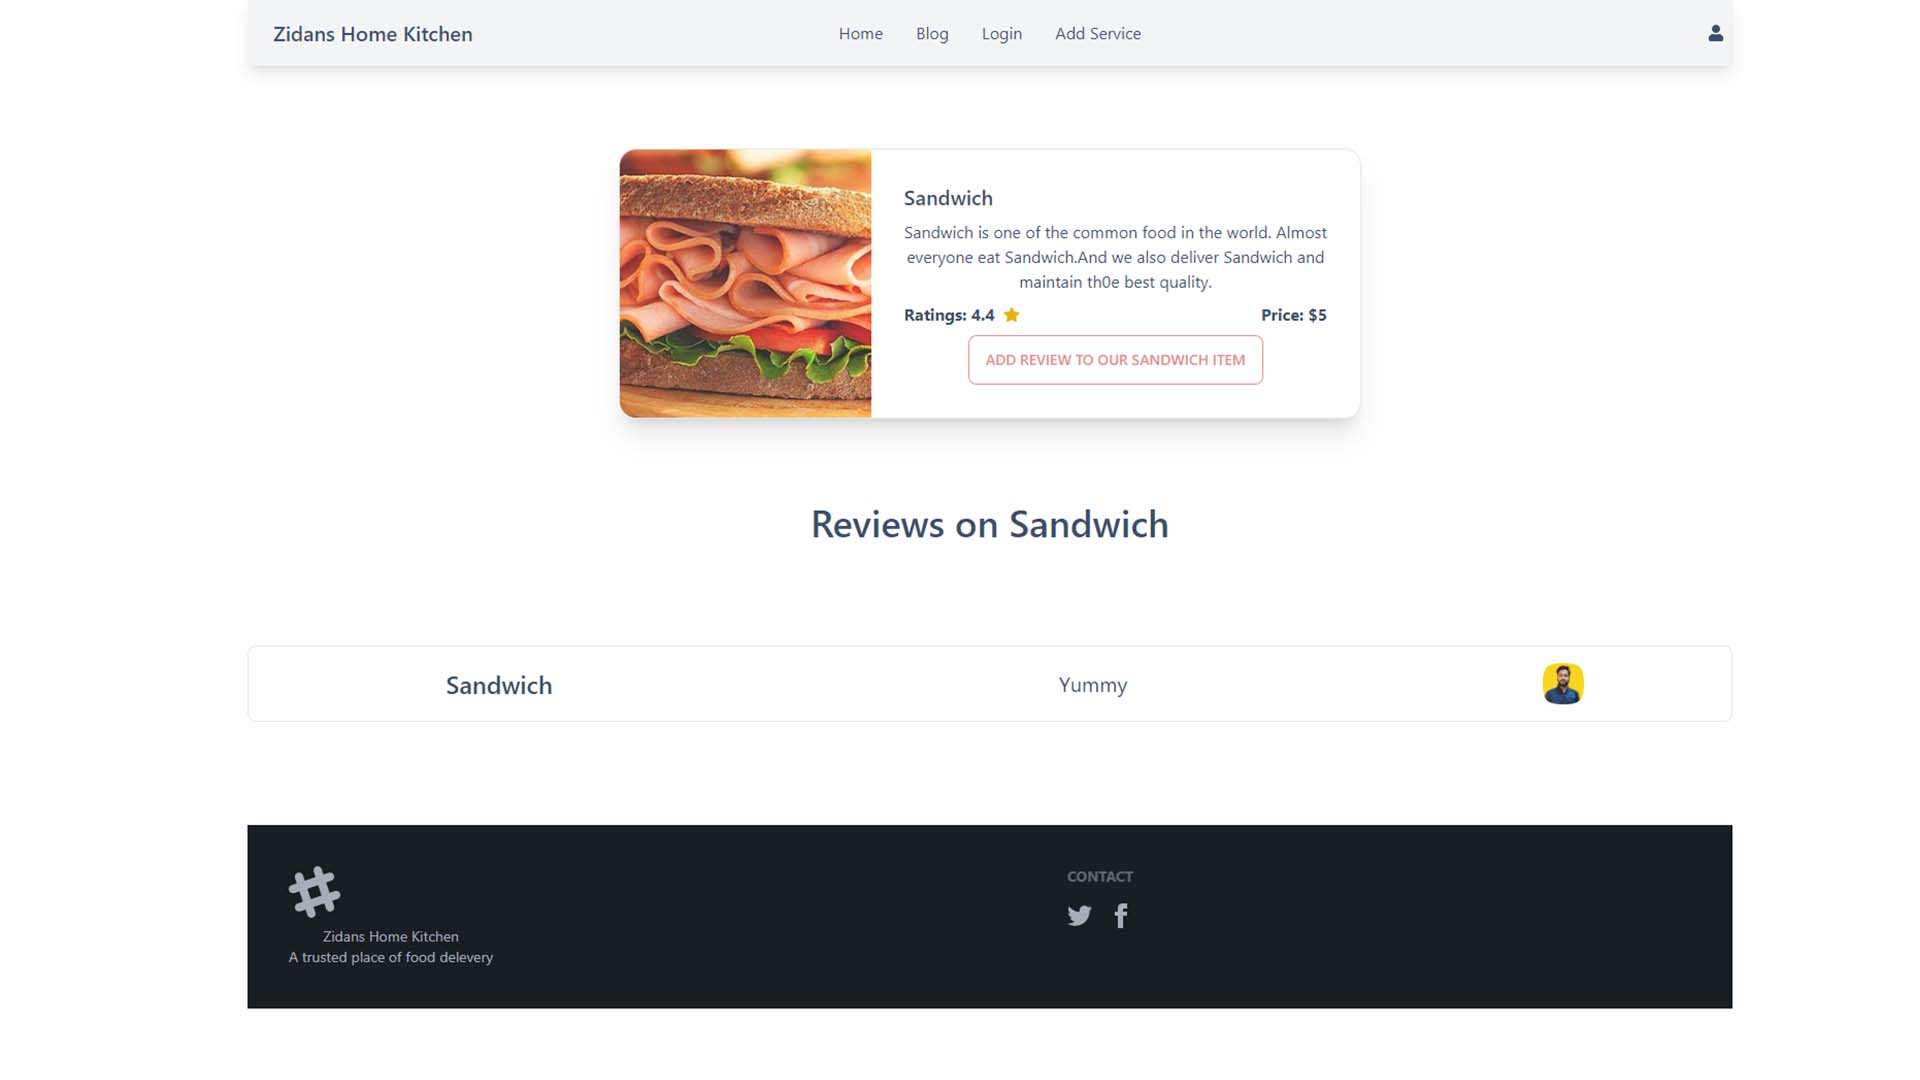 Zidans Home Kitchen
Home Blog Login Add Service
Sandwich
Sandwich is one of the common food in the world. Almost
everyone eat Sandwich.And we also deliver Sandwich and
maintain th0e best quality.
Ratings: 4.4 Price: $5
ADD REVIEW TO OUR SANDWICH ITEM
Reviews on Sandwich
Sandwich Yummy
Zidans Home Kitchen
A trusted place of food delevery
CONTACT